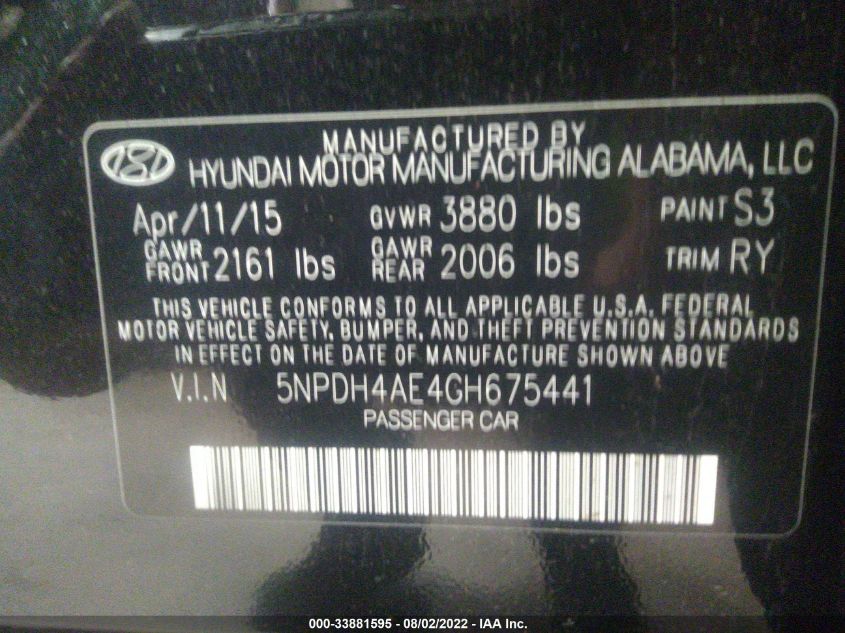 MANUFACTURED BY
HYUNDAI MOTOR MANUFACTURING ALABAMA, LLC
Apr/11/15 GVWR 3880 lbs PAINT S3
GAWR FRONT 2161 lbs GAWR REAR 2006 lbs TRIM RY
THIS VEHICLE CONFORMS TO ALL APPLICABLE U.S.A. FEDERAL
MOTOR VEHICLE SAFETY, BUMPER, AND THEFT PREVENTION STANDARDS
IN EFFECT ON THE DATE OF MANUFACTURE SHOWN ABOVE
V.I.N 5NPDH4AE4GH675441
PASSENGER CAR
000-33881595 - 08/02/2022 - IAA Inc.